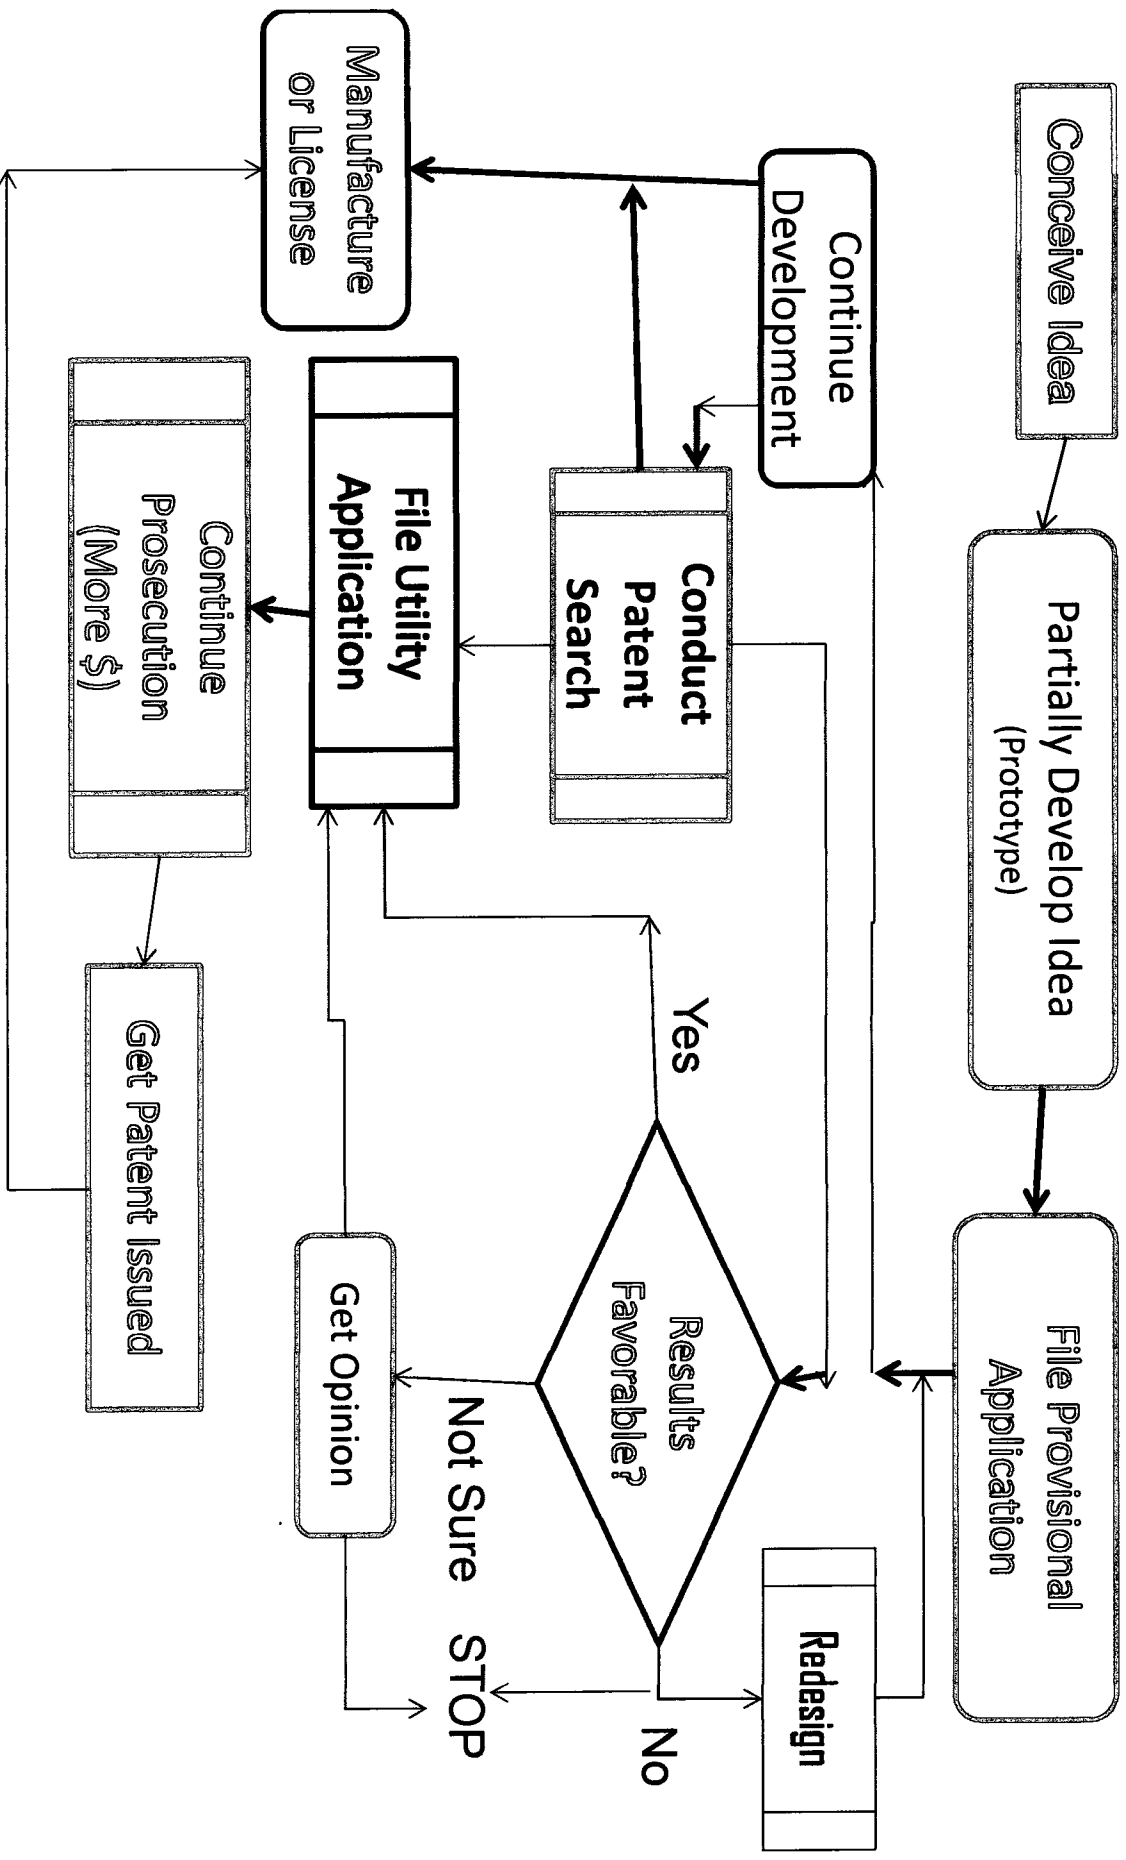 Conceive Idea
Partially Develop Idea
(Prototype)
File Provisional
Application
Continue
Development
Redesign
Conduct
Patent
Search
Results
Favorable?
Yes
No
Manufacture
or License
File Utility
Application
Not Sure
STOP
Get Opinion
Continue
Prosecution
(More $)
Get Patent Issued